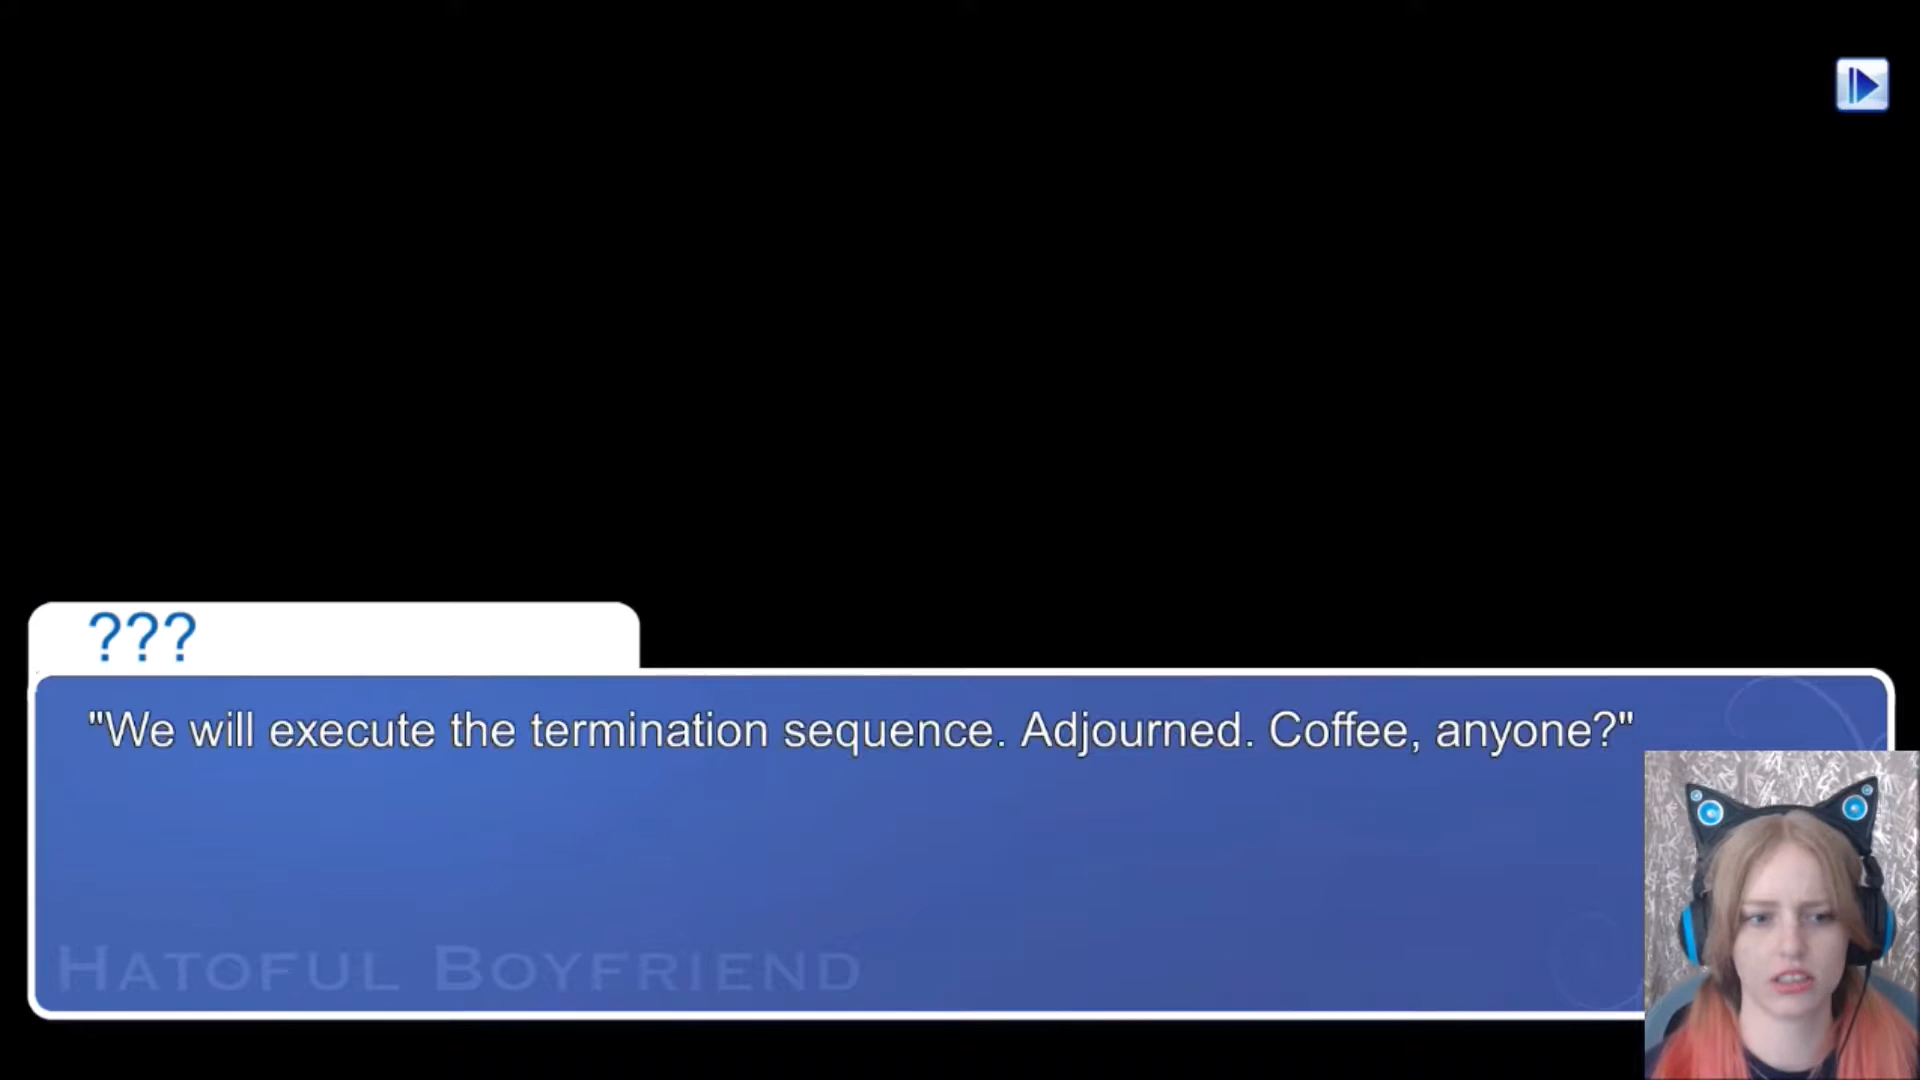 ???
"We will execute the termination sequence. Adjourned. Coffee, anyone?"
HATOFUL BOYFRIEND